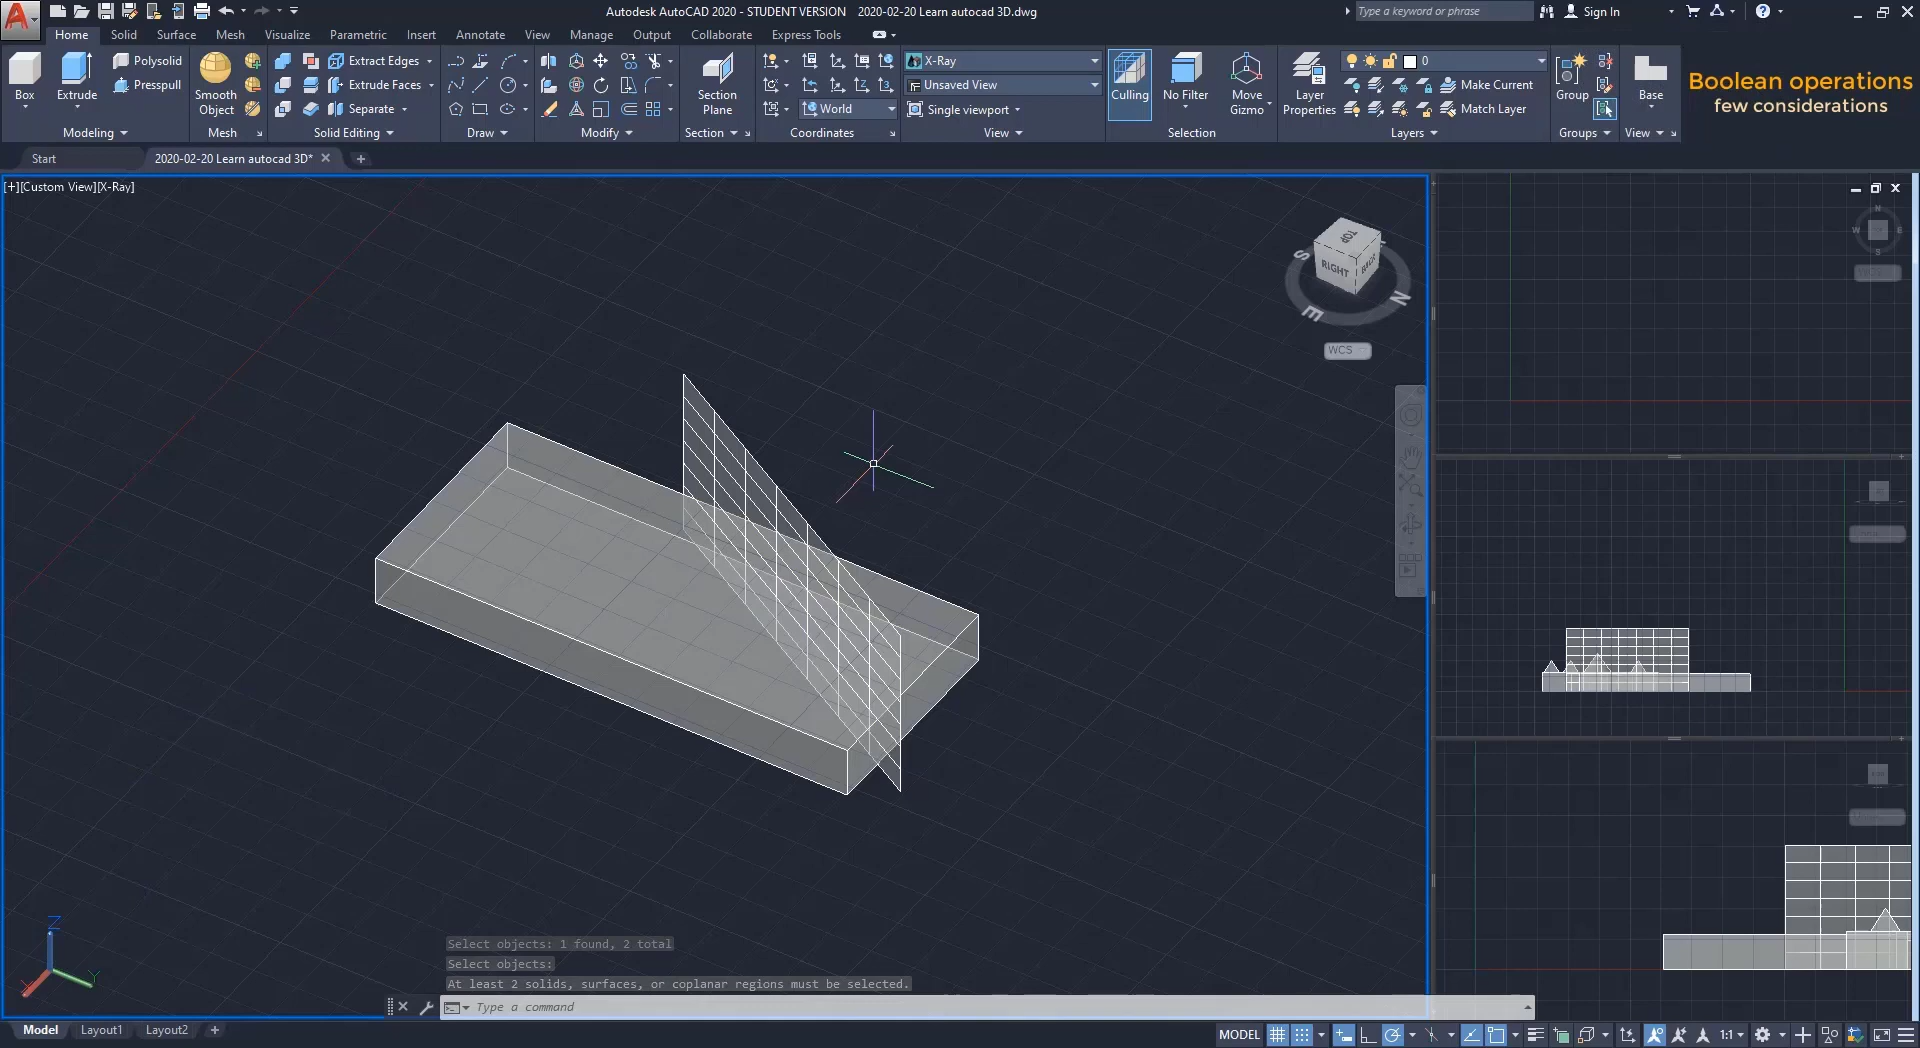 Autodesk AutoCAD 2020 - STUDENT VERSION 2020-02-20 Learn autocad 3D.dwg
Type a keyword or phrase
Sign In
Home Solid Surface Mesh Visualize Parametric Insert Annotate View Manage Output Collaborate Express Tools
Box
Extrude
Polysolid
Presspull
Modeling
Smooth
Object
Mesh
Extract Edges
Extrude Faces
Separate
Solid Editing
Draw
Modify
Section
Plane
Section
World
Coordinates
X-Ray
Unsaved View
Single viewport
View
Culling
No Filter
Move
Gizmo
Selection
Layer
Properties
0
Make Current
Match Layer
Layers
Group
Groups
Base
View
Boolean operations
few considerations
Start
2020-02-20 Learn autocad 3D*
[+][Custom View][X-Ray]
TOP
RIGHT
BACK
S
E
N
WCS
N
W
E
S
Z
Y
X
Select objects: 1 found, 2 total
Select objects:
At least 2 solids, surfaces, or coplanar regions must be selected.
Type a command
Model Layout1 Layout2
MODEL
1:1